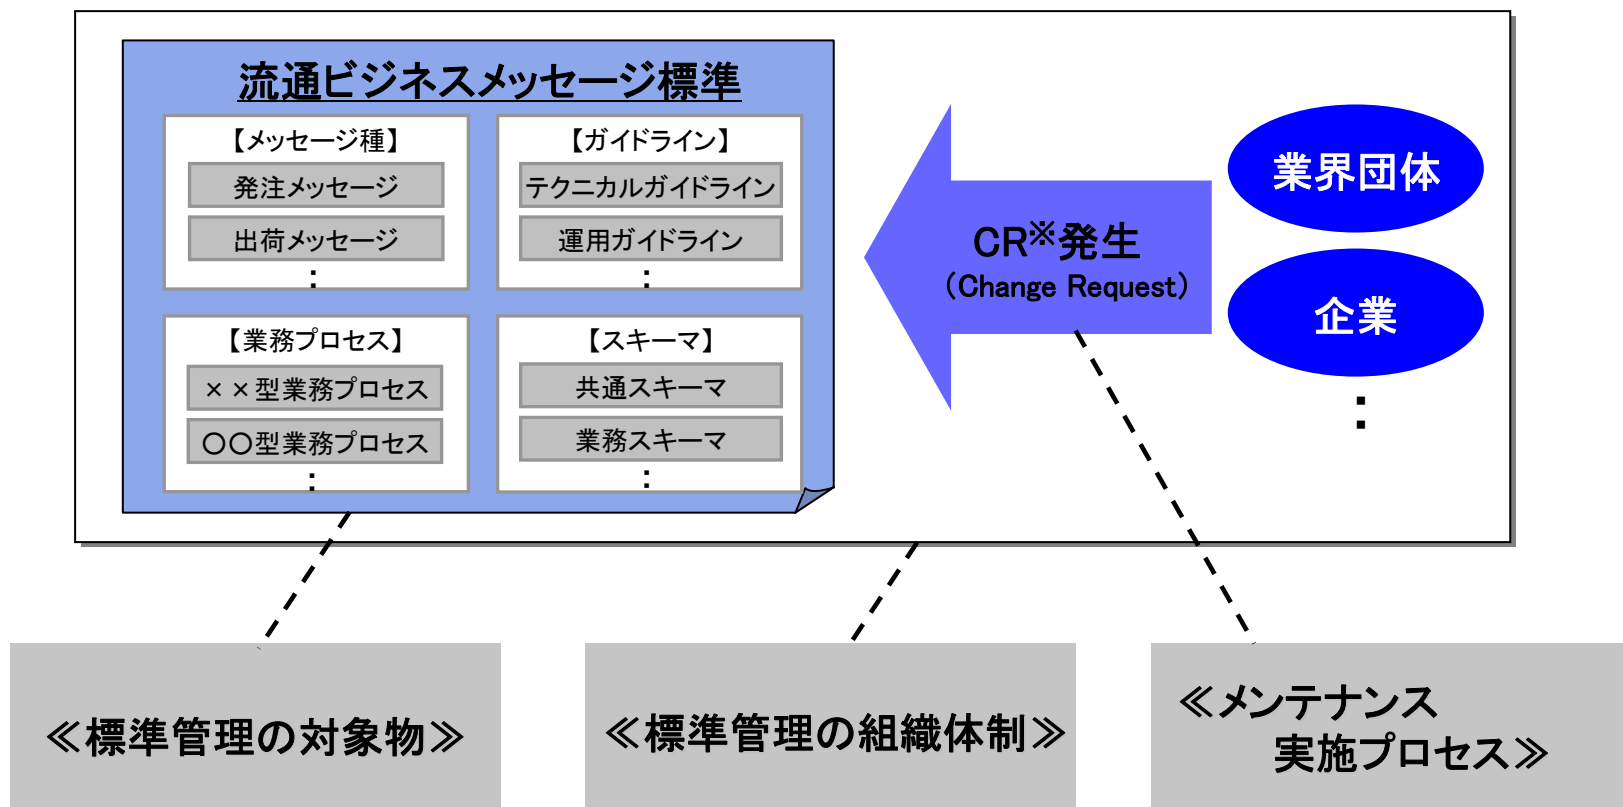 流通ビジネスメッセージ標準
【メッセージ種】
発注メッセージ
出荷メッセージ
:
【ガイドライン】
テクニカルガイドライン
運用ガイドライン
:
【業務プロセス】
××型業務プロセス
〇〇型業務プロセス
:
【スキーマ】
共通スキーマ
業務スキーマ
:
CR※発生
(Change Request)
業界団体
企業
:
≪標準管理の対象物≫
≪標準管理の組織体制≫
≪メンテナンス
実施プロセス≫